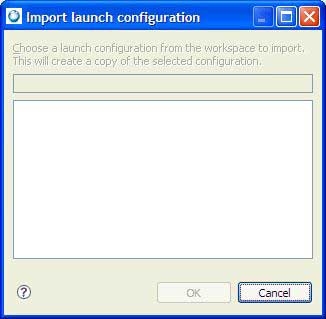 Import launch configuration
Choose a launch configuration from the workspace to import.
This will create a copy of the selected configuration.
?
OK
Cancel